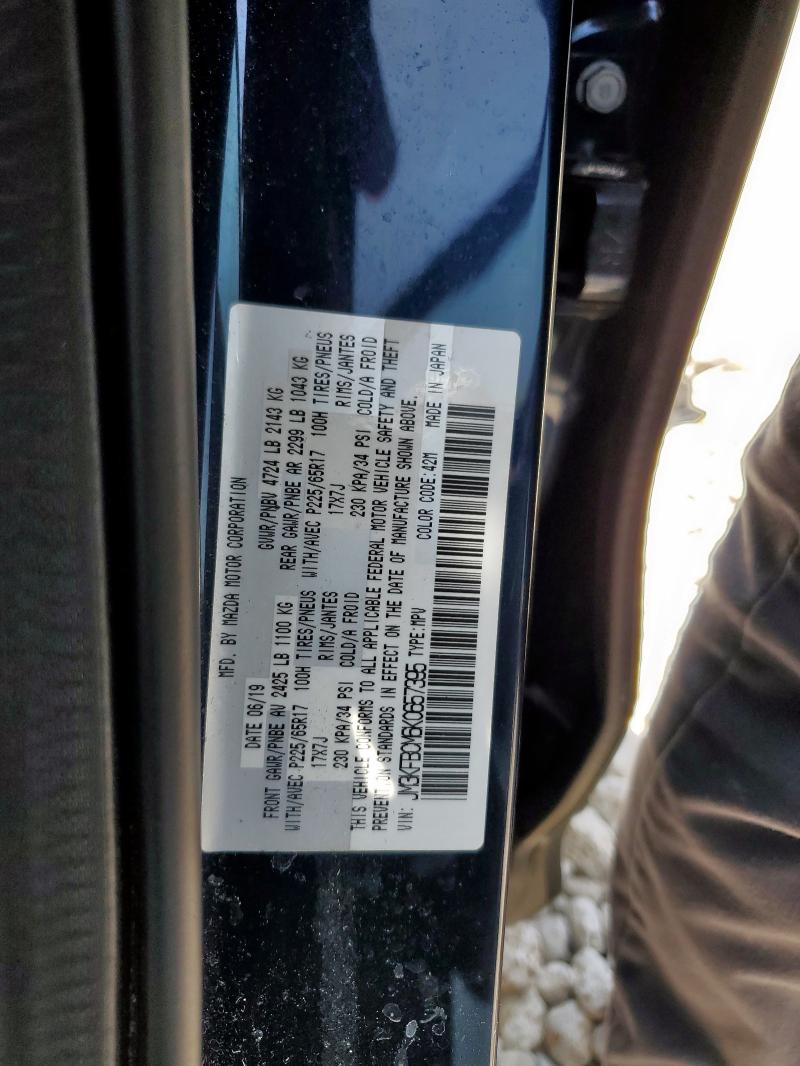 MFD. BY MAZDA MOTOR CORPORATION
DATE 06/19 GVWR/PNBV 4724 LB 2143 KG
FRONT GAWR/PNBE AV 2425 LB 1100 KG REAR GAWR/PNBE AR 2299 LB 1043 KG
WITH/AVEC P225/65R17 100H TIRES/PNEUS WITH/AVEC P225/65R17 100H TIRES/PNEUS
17X7J RIMS/JANTES 17X7J RIMS/JANTES
230 KPA/34 PSI COLD/A FROID 230 KPA/34 PSI COLD/A FROID
THIS VEHICLE CONFORMS TO ALL APPLICABLE FEDERAL MOTOR VEHICLE SAFETY AND THEFT
PREVENTION STANDARDS IN EFFECT ON THE DATE OF MANUFACTURE SHOWN ABOVE.
VIN: JM3KFBCM6K0657395 TYPE:MPV COLOR CODE:42M MADE IN JAPAN